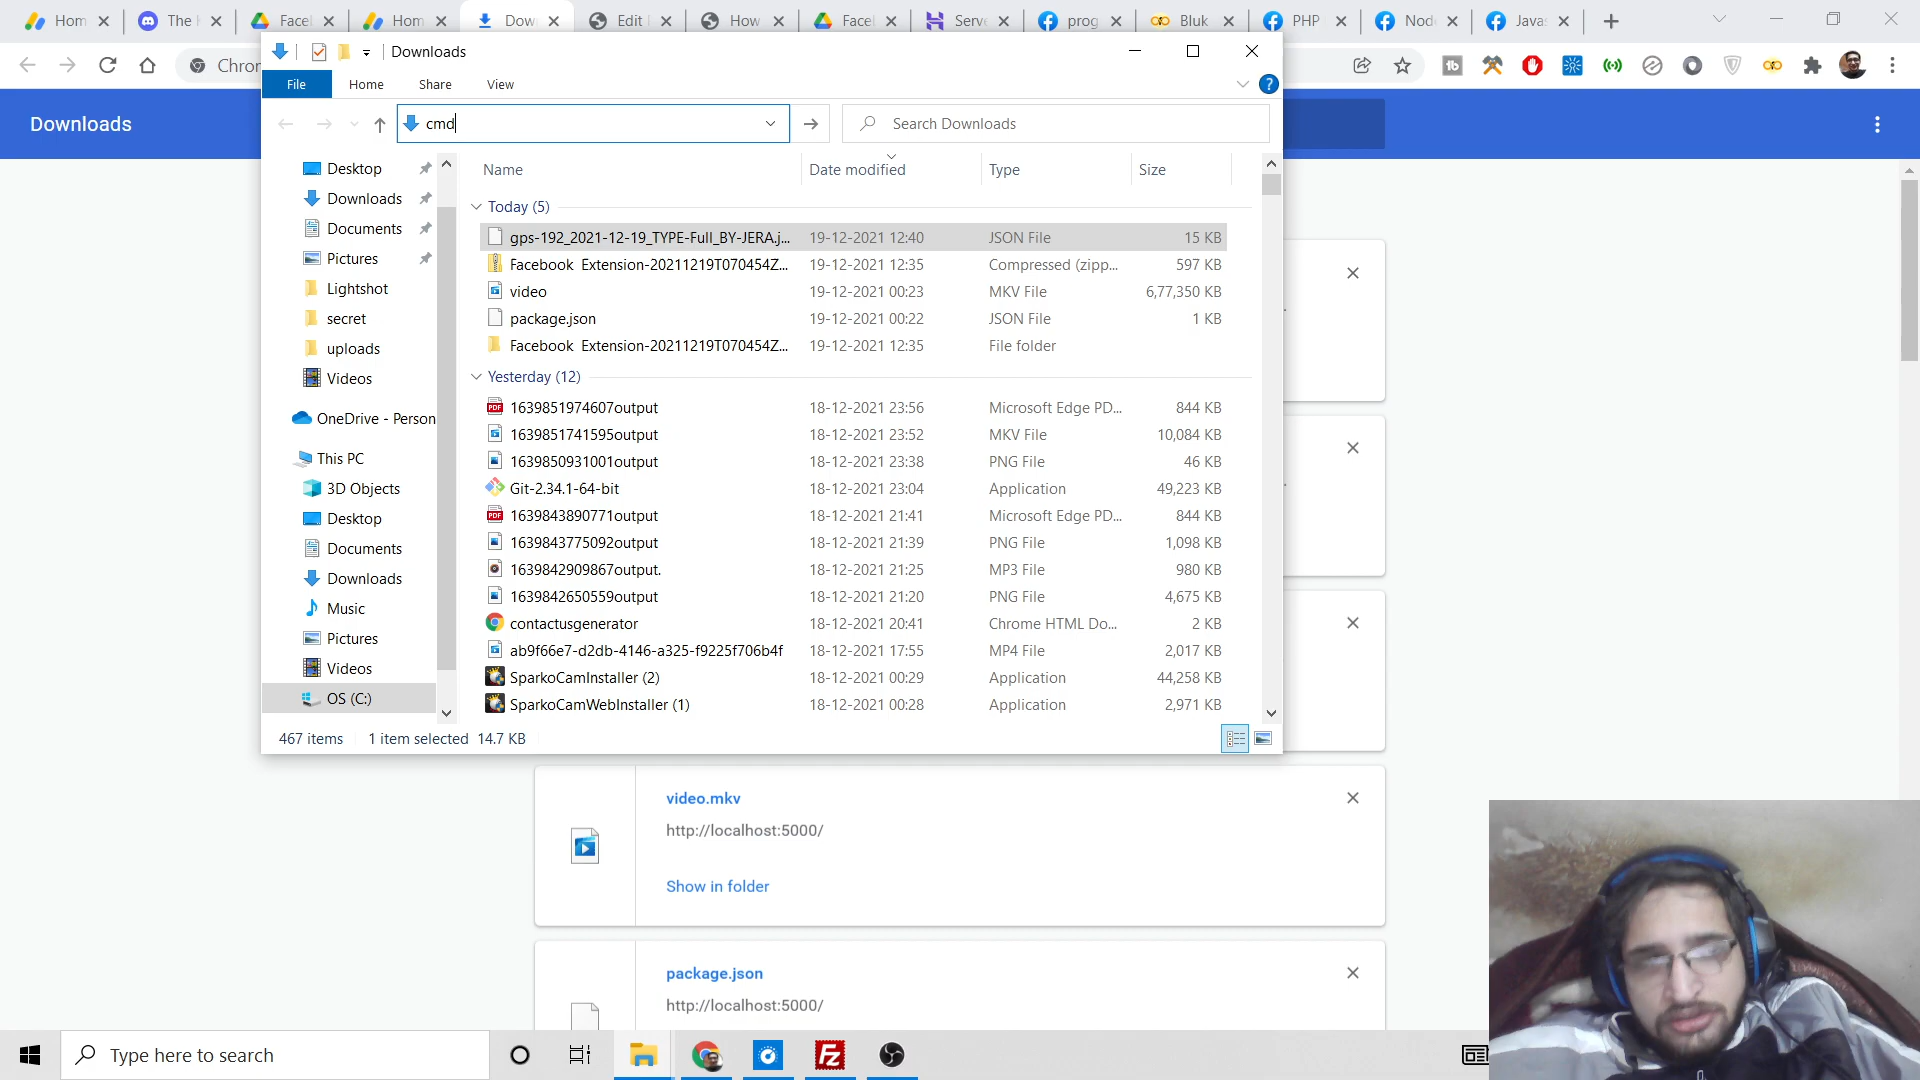 Hom
The
Facel
Hom
Dow
Edit
How
Facel
Serve
prog
Bluk
PHP
Nod
Javas
Chror
Downloads
File
Home
Share
View
cmd
Search Downloads
Downloads
Desktop
Downloads
Documents
Pictures
Lightshot
secret
uploads
Videos
OneDrive - Person
This PC
3D Objects
Desktop
Documents
Downloads
Music
Pictures
Videos
OS (C:)
Name Date modified Type Size
Today (5)
gps-192_2021-12-19_TYPE-Full_BY-JERA.j... 19-12-2021 12:40 JSON File 15 KB
Facebook Extension-20211219T070454Z... 19-12-2021 12:35 Compressed (zipp... 597 KB
video 19-12-2021 00:23 MKV File 6,77,350 KB
package.json 19-12-2021 00:22 JSON File 1 KB
Facebook Extension-20211219T070454Z... 19-12-2021 12:35 File folder
Yesterday (12)
1639851974607output 18-12-2021 23:56 Microsoft Edge PD... 844 KB
1639851741595output 18-12-2021 23:52 MKV File 10,084 KB
1639850931001output 18-12-2021 23:38 PNG File 46 KB
Git-2.34.1-64-bit 18-12-2021 23:04 Application 49,223 KB
1639843890771output 18-12-2021 21:41 Microsoft Edge PD... 844 KB
1639843775092output 18-12-2021 21:39 PNG File 1,098 KB
1639842909867output. 18-12-2021 21:25 MP3 File 980 KB
1639842650559output 18-12-2021 21:20 PNG File 4,675 KB
contactusgenerator 18-12-2021 20:41 Chrome HTML Do... 2 KB
ab9f66e7-d2db-4146-a325-f9225f706b4f 18-12-2021 17:55 MP4 File 2,017 KB
SparkoCamInstaller (2) 18-12-2021 00:29 Application 44,258 KB
SparkoCamWebInstaller (1) 18-12-2021 00:28 Application 2,971 KB
467 items 1 item selected 14.7 KB
video.mkv
http://localhost:5000/
Show in folder
package.json
http://localhost:5000/
Type here to search